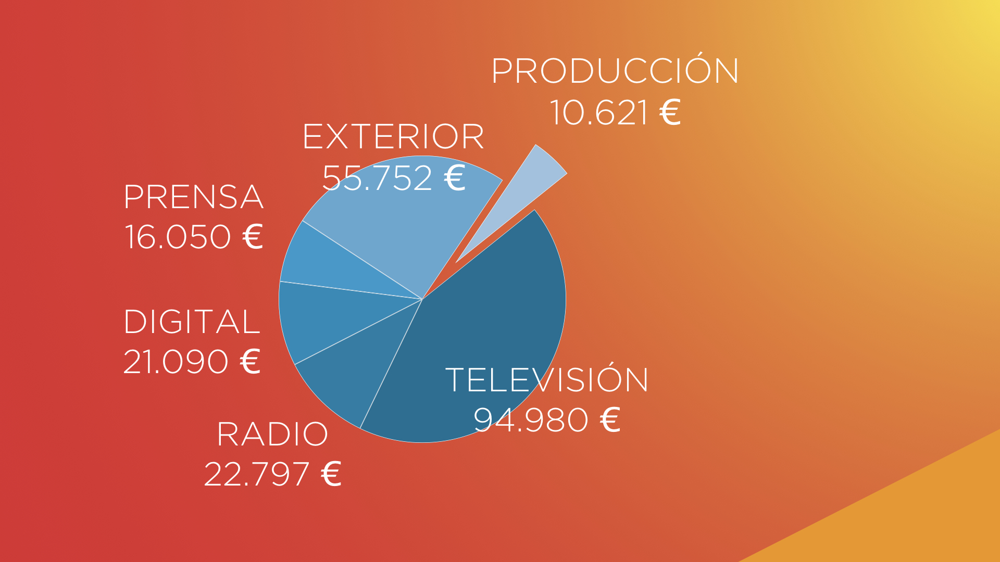 PRODUCCIÓN
10.621 €
EXTERIOR
55.752 €
PRENSA
16.050 €
DIGITAL
21.090 €
TELEVISIÓN
94.980 €
RADIO
22.797 €